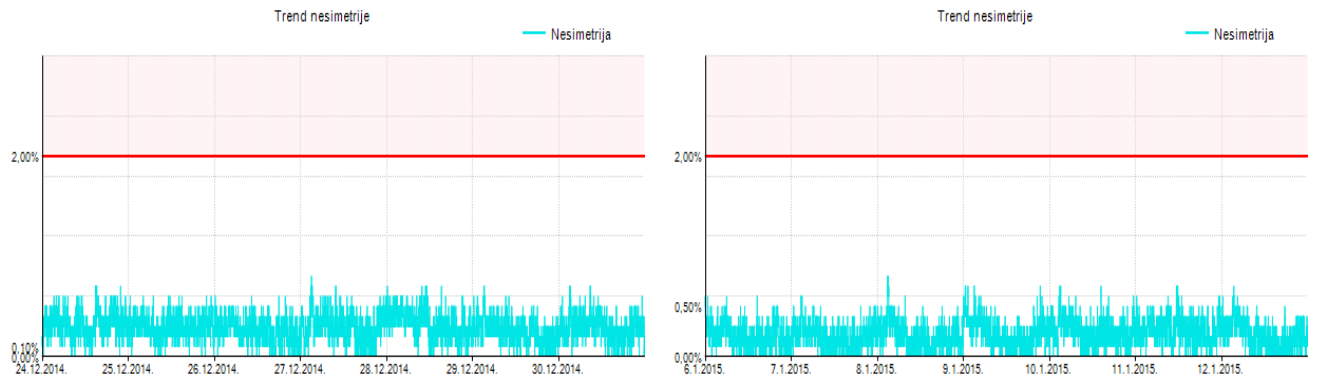 Trend nesimetrije
Nesimetrija
2,00%
0,10%
0,00%
24.12.2014. 25.12.2014. 26.12.2014. 27.12.2014. 28.12.2014. 29.12.2014. 30.12.2014.
Trend nesimetrije
Nesimetrija
2,00%
0,50%
0,00%
6.1.2015. 7.1.2015. 8.1.2015. 9.1.2015. 10.1.2015. 11.1.2015. 12.1.2015.